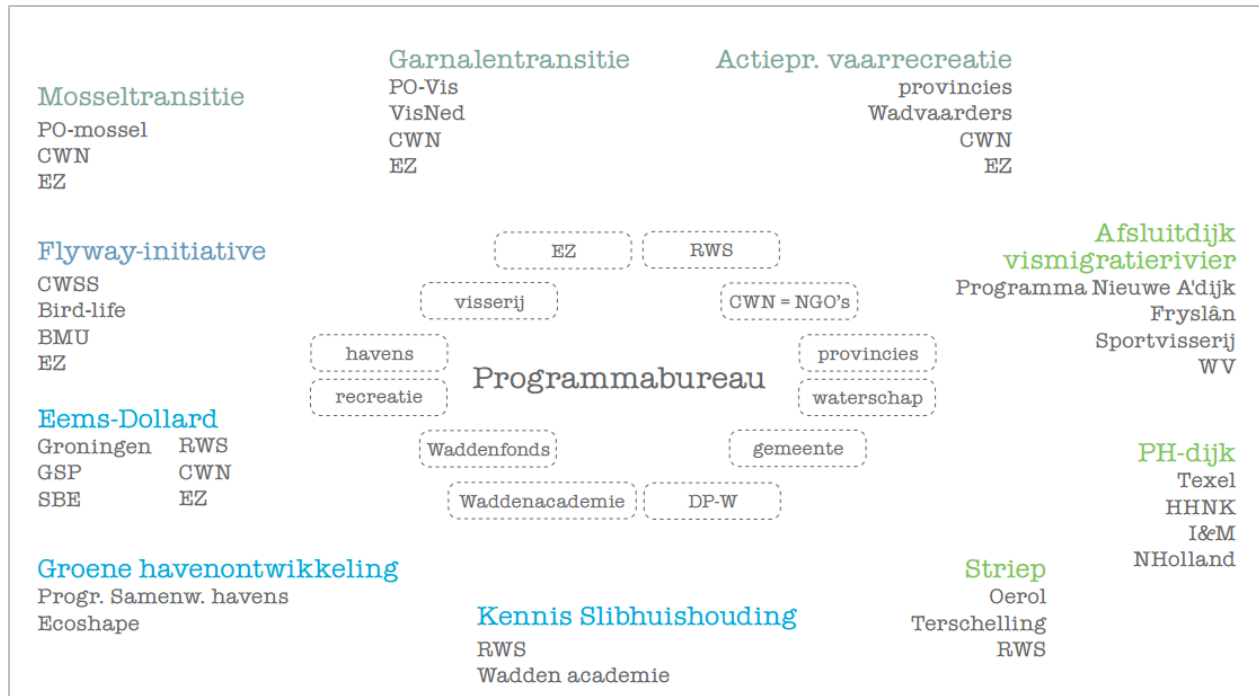 Mosseltransitie
PO-mossel
CWN
EZ
Garnalentransitie
PO-Vis
VisNed
CWN
EZ
Actiepr. vaarrecreatie
provincies
Wadvaarders
CWN
EZ
Flyway-initiative
CWSS
Bird-life
BMU
EZ
EZ
RWS
visserij
CWN = NGO's
havens
provincies
Programmabureau
recreatie
waterschap
Waddenfonds
gemeente
Waddenacademie
DP-W
Afsluitdijk
vismigratierivier
Programma Nieuwe A'dijk
Fryslân
Sportvisserij
WV
Eems-Dollard
Groningen RWS
GSP CWN
SBE EZ
PH-dijk
Texel
HHNK
I&M
NHolland
Groene havenontwikkeling
Progr. Samenw. havens
Ecoshape
Kennis Slibhuishouding
RWS
Wadden academie
Striep
Oerol
Terschelling
RWS